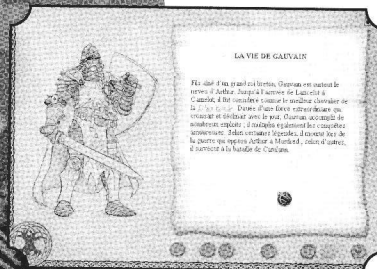 LA VIE DE GAUVAIN
Fils aîné d'un grand roi breton, Gauvain est surtout le
neveu d'Arthur. Jusqu'à l'arrivée de Lancelot à
Camelot, il fut considéré comme le meilleur chevalier de
la Doué d'une force extraordinaire qui
croissait et déclinait avec le jour, Gauvain accomplit de
nombreux exploits ; il multiplia également les conquêtes
amoureuses. Selon certaines légendes, il mourut lors de
la guerre qui opposa Arthur à Mordred ; selon d'autres,
il survécut à la bataille de Camlann.